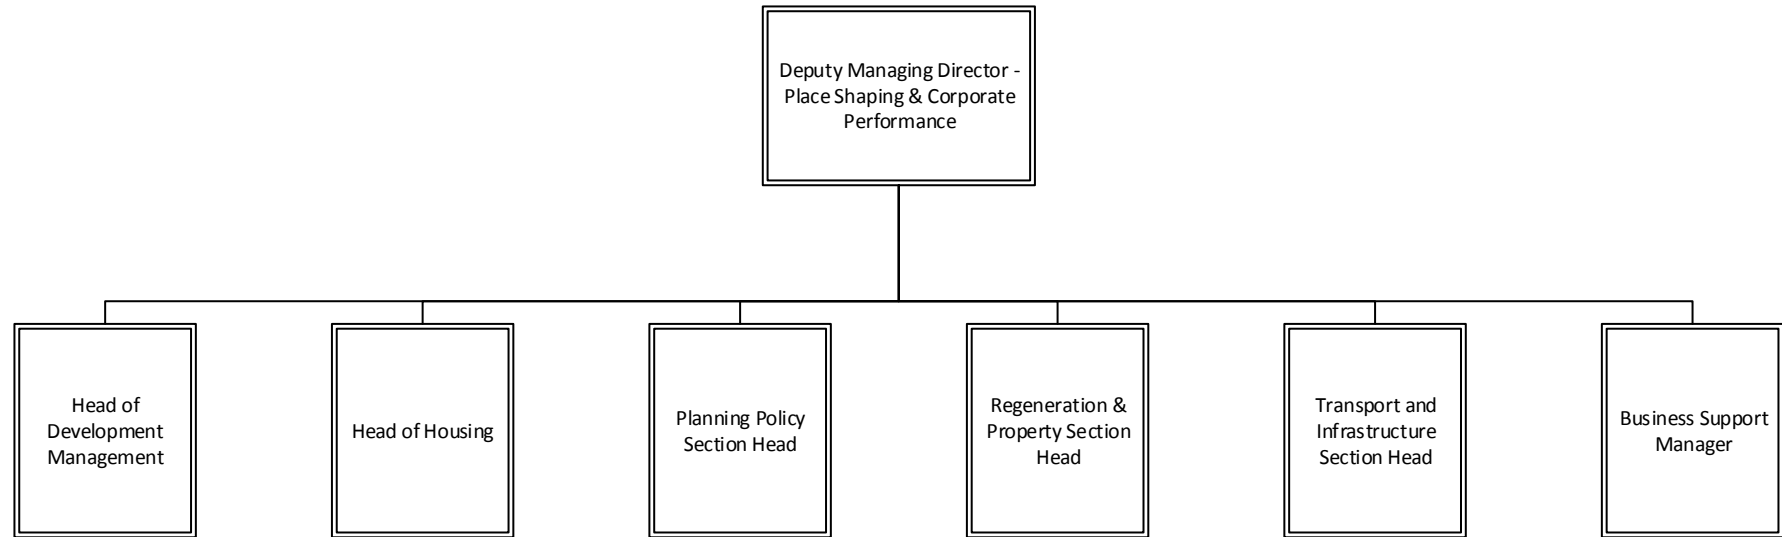 Deputy Managing Director -
Place Shaping & Corporate
Performance
Head of
Development
Management
Head of Housing
Planning Policy
Section Head
Regeneration &
Property Section
Head
Transport and
Infrastructure
Section Head
Business Support
Manager